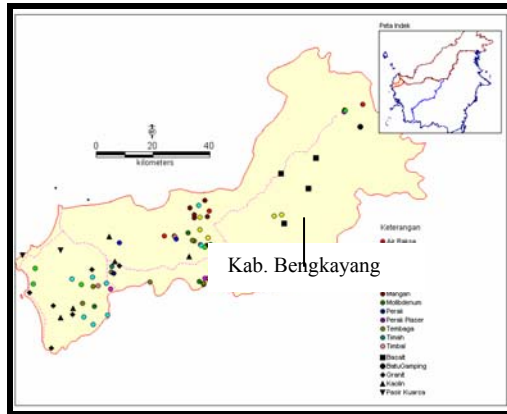 Peta Indek
0 20 40
kilometers
Keterangan
Air Raksa
Kab. Bengkayang
Mangan
Molibdenum
Perak
Perak Placer
Tembaga
Timah
Timbal
Basalt
BatuGamping
Granit
Kaolin
Pasir Kuarsa